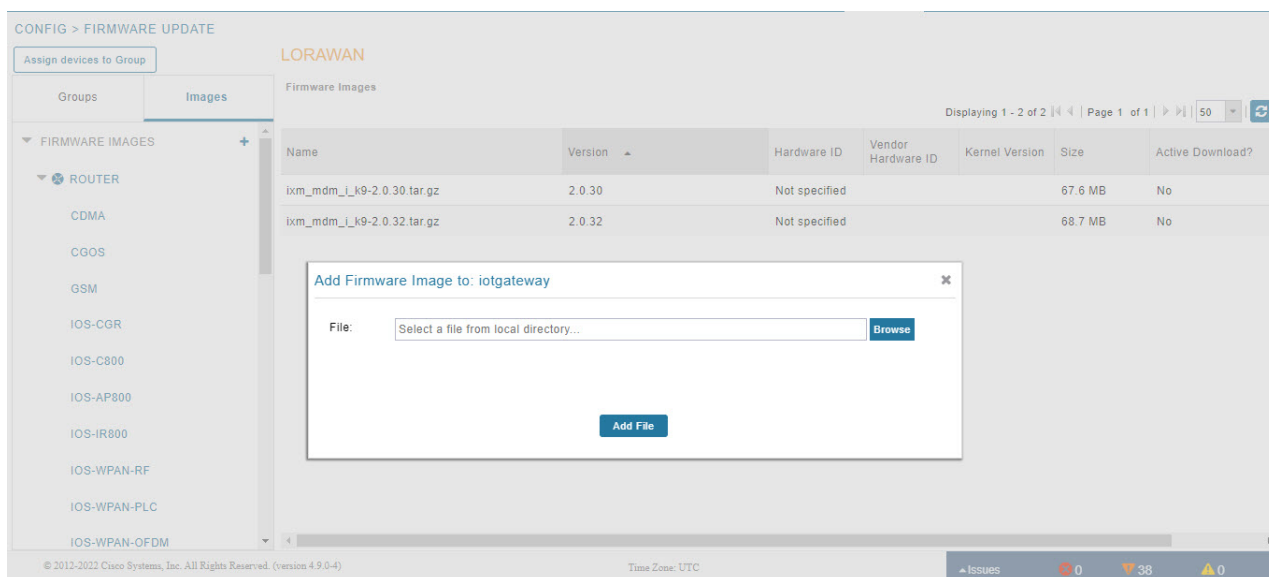 CONFIG > FIRMWARE UPDATE
Assign devices to Group
Groups
Images
FIRMWARE IMAGES
ROUTER
CDMA
CGOS
GSM
IOS-CGR
IOS-C800
IOS-AP800
IOS-IR800
IOS-WPAN-RF
IOS-WPAN-PLC
IOS-WPAN-OFDM
LORAWAN
Firmware Images
Displaying 1 - 2 of 2 | Page 1 of 1 | 50
Name Version Hardware ID Vendor Hardware ID Kernel Version Size Active Download?
ixm_mdm_i_k9-2.0.30.tar.gz 2.0.30 Not specified 67.6 MB No
ixm_mdm_i_k9-2.0.32.tar.gz 2.0.32 Not specified 68.7 MB No
Add Firmware Image to: iotgateway
File: Select a file from local directory... Browse
Add File
© 2012-2022 Cisco Systems, Inc. All Rights Reserved. (version 4.9.0-4) Time Zone: UTC Issues 0 38 0